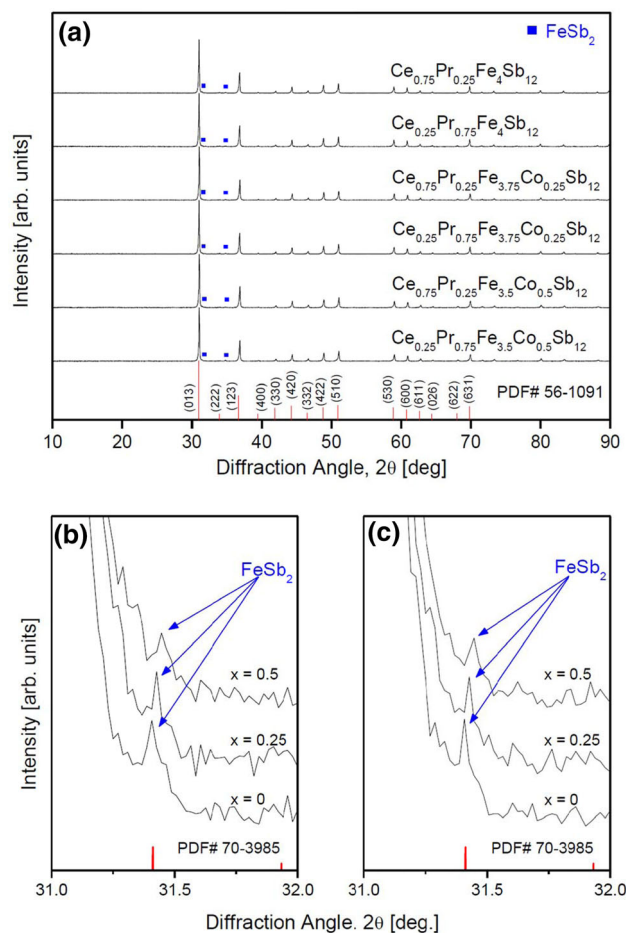 (a)
FeSb2
Ce0.75Pr0.25Fe4Sb12
Ce0.25Pr0.75Fe4Sb12
Ce0.75Pr0.25Fe3.75Co0.25Sb12
Ce0.25Pr0.75Fe3.75Co0.25Sb12
Ce0.75Pr0.25Fe3.5Co0.5Sb12
Ce0.25Pr0.75Fe3.5Co0.5Sb12
Intensity [arb. units]
(013) (222) (123) (400) (330) (420) (332) (422) (510) (530) (600) (611) (026) (622) (631)
PDF# 56-1091
10 20 30 40 50 60 70 80 90
Diffraction Angle, 2θ [deg]
(b)
FeSb2
x = 0.5
x = 0.25
x = 0
PDF# 70-3985
31.0 31.5 32.0
(c)
FeSb2
x = 0.5
x = 0.25
x = 0
PDF# 70-3985
31.0 31.5 32.0
Intensity [arb. units]
Diffraction Angle. 2θ [deg.]